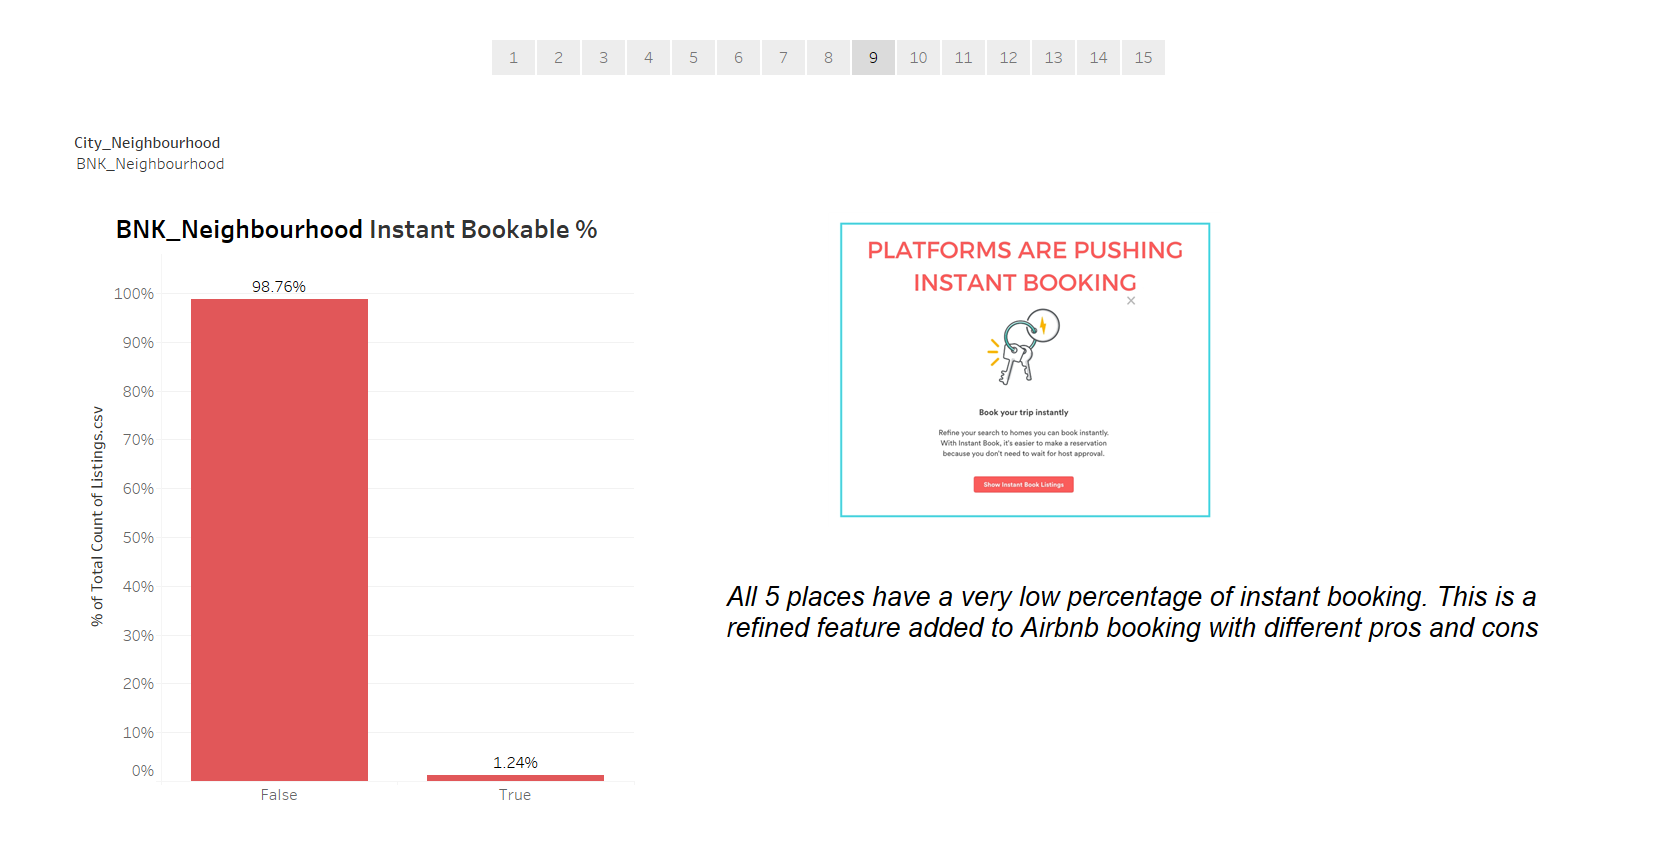 1 2 3 4 5 6 7 8 9 10 11 12 13 14 15
City_Neighbourhood
BNK_Neighbourhood
BNK_Neighbourhood Instant Bookable %
% of Total Count of Listings.csv
100%
90%
80%
70%
60%
50%
40%
30%
20%
10%
0%
98.76%
1.24%
False
True
PLATFORMS ARE PUSHING
INSTANT BOOKING
×
Book your trip instantly
Refine your search to homes you can book instantly.
With Instant Book, it's easier to make a reservation
because you don't need to wait for host approval.
Show Instant Book Listings
All 5 places have a very low percentage of instant booking. This is a
refined feature added to Airbnb booking with different pros and cons